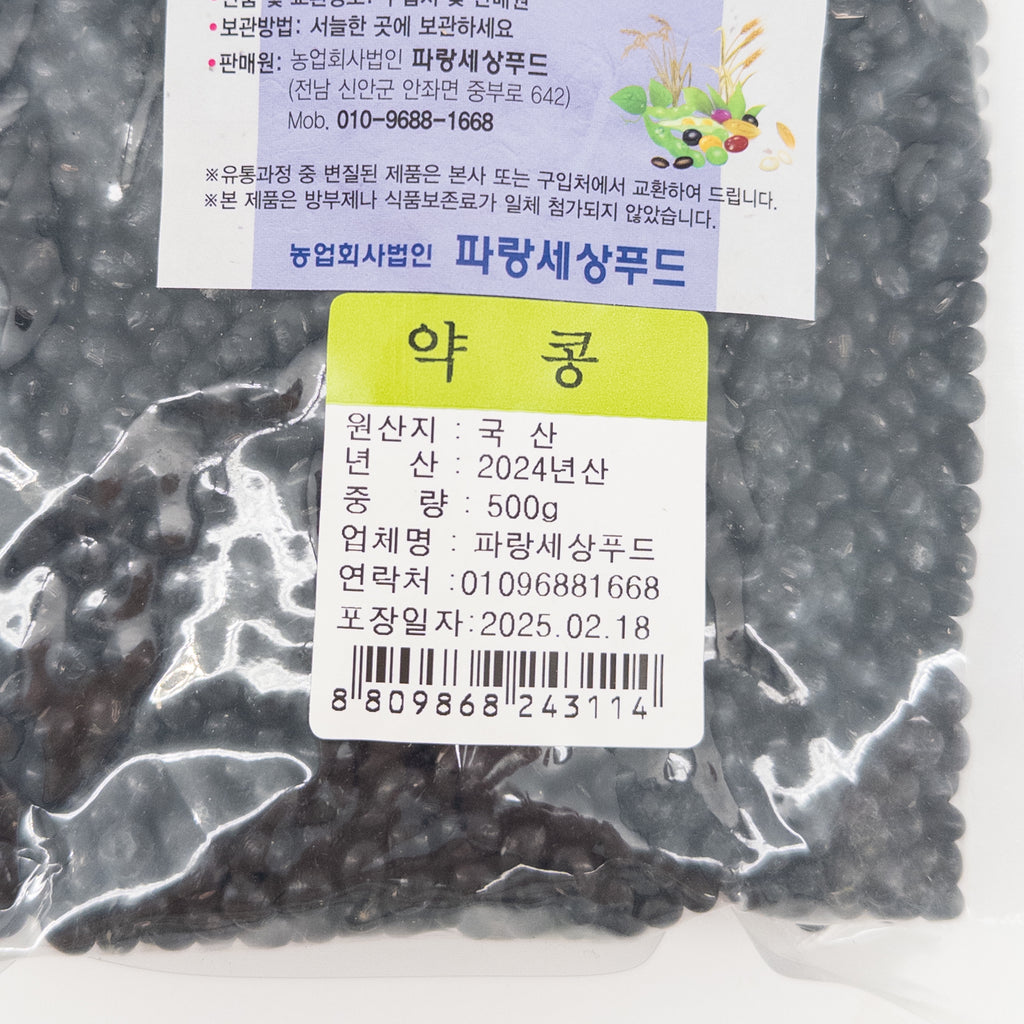 •보관방법: 서늘한 곳에 보관하세요
•판매원: 농업회사법인 파랑세상푸드
(전남 신안군 안좌면 중부로 642)
Mob. 010-9688-1668
※유통과정 중 변질된 제품은 본사 또는 구입처에서 교환하여 드립니다.
※본 제품은 방부제나 식품보존료가 일체 첨가되지 않았습니다.
농업회사법인 파랑세상푸드
약 콩
원산지 : 국 산
년 산 : 2024년산
중 량 : 500g
업체명 : 파랑세상푸드
연락처 :01096881668
포장일자:2025.02.18
8 809868 243114